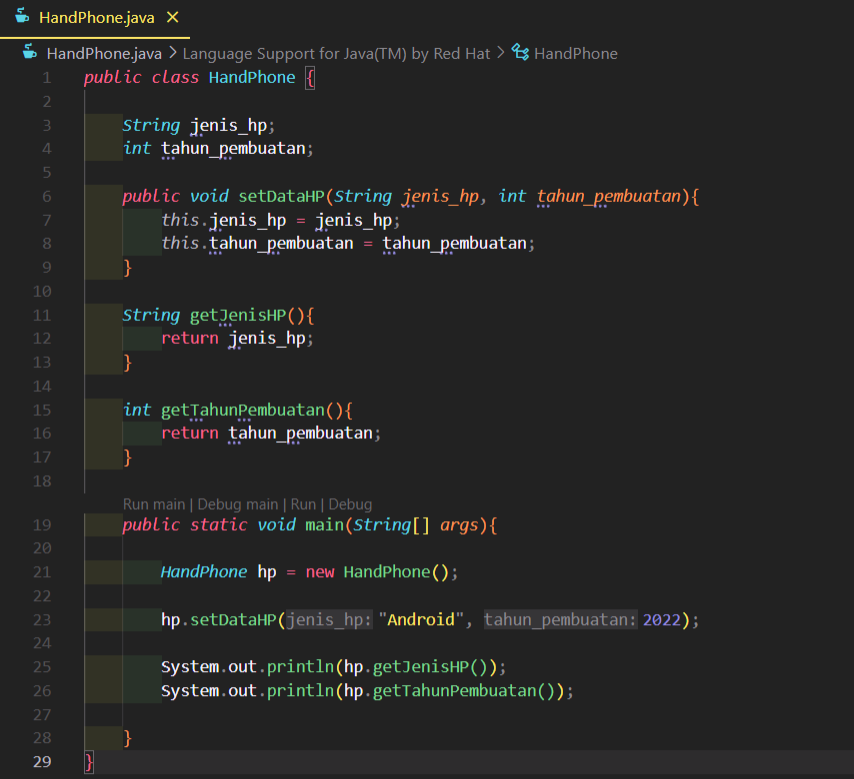 HandPhone.java ×
HandPhone.java > Language Support for Java(TM) by Red Hat > HandPhone
1 public class HandPhone {
2
3 String jenis_hp;
4 int tahun_pembuatan;
5
6 public void setDataHP(String jenis_hp, int tahun_pembuatan){
7 this.jenis_hp = jenis_hp;
8 this.tahun_pembuatan = tahun_pembuatan;
9 }
10
11 String getJenisHP(){
12 return jenis_hp;
13 }
14
15 int getTahunPembuatan(){
16 return tahun_pembuatan;
17 }
18
Run main | Debug main | Run | Debug
19 public static void main(String[] args){
20
21 HandPhone hp = new HandPhone();
22
23 hp.setDataHP(jenis_hp: "Android", tahun_pembuatan: 2022);
24
25 System.out.println(hp.getJenisHP());
26 System.out.println(hp.getTahunPembuatan());
27
28 }
29 }